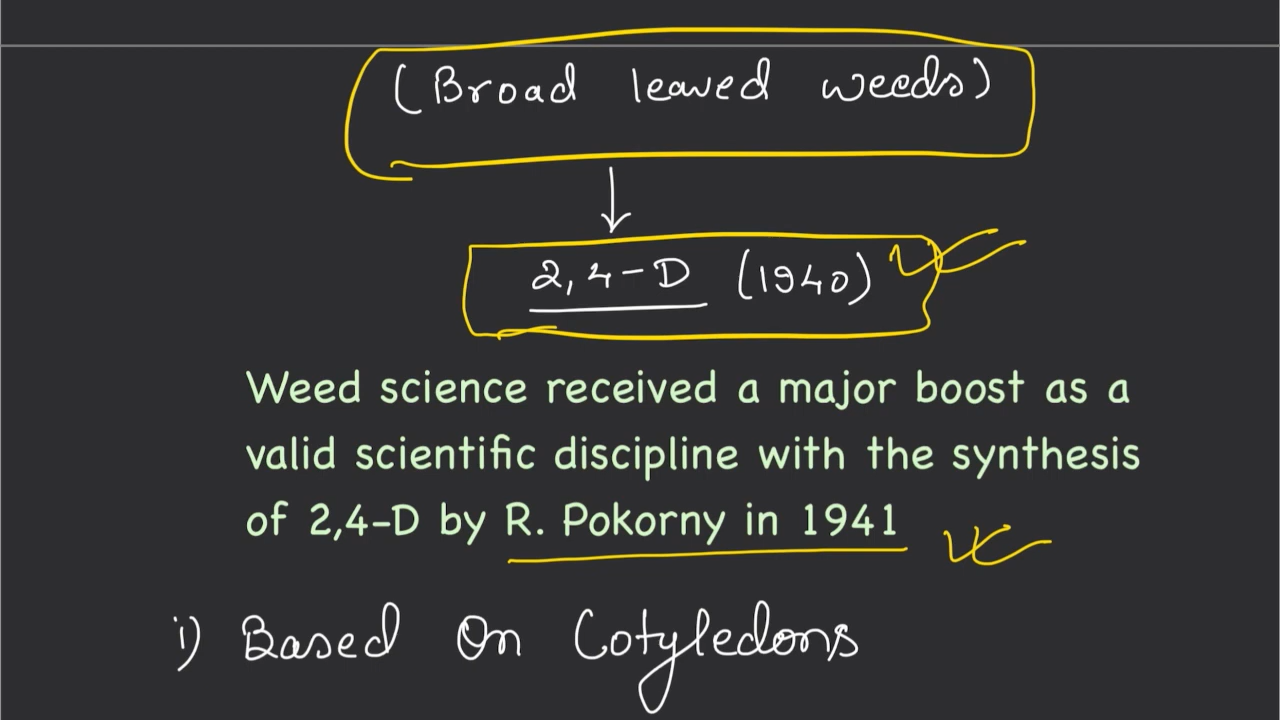 (Broad leaved weeds)
2,4-D (1940)
Weed science received a major boost as a
valid scientific discipline with the synthesis
of 2,4-D by R. Pokorny in 1941
i) Based On Cotyledons